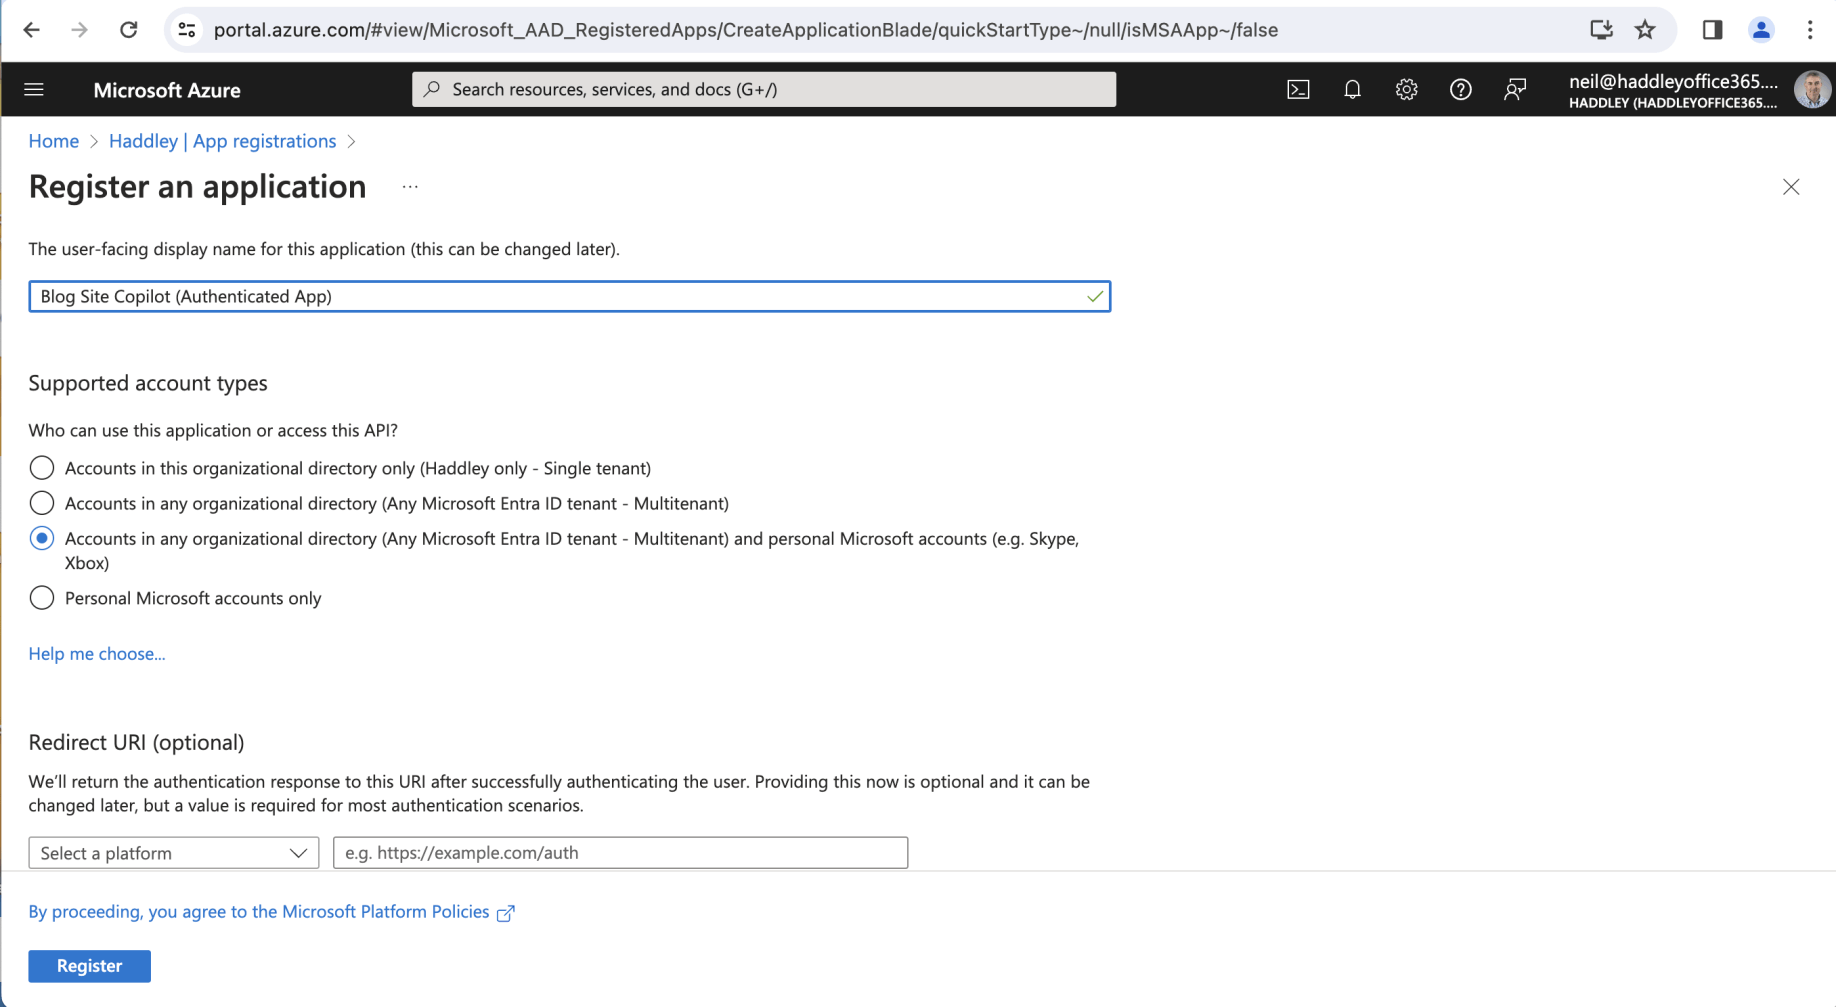 portal.azure.com/#view/Microsoft_AAD_RegisteredApps/CreateApplicationBlade/quickStartType~/null/isMSAApp~/false
Microsoft Azure
Search resources, services, and docs (G+/)
neil@haddleyoffice365....
HADDLEY (HADDLEYOFFICE365....
Home > Haddley | App registrations >
Register an application ...
The user-facing display name for this application (this can be changed later).
Blog Site Copilot (Authenticated App)
Supported account types
Who can use this application or access this API?
Accounts in this organizational directory only (Haddley only - Single tenant)
Accounts in any organizational directory (Any Microsoft Entra ID tenant - Multitenant)
Accounts in any organizational directory (Any Microsoft Entra ID tenant - Multitenant) and personal Microsoft accounts (e.g. Skype,
Xbox)
Personal Microsoft accounts only
Help me choose...
Redirect URI (optional)
We'll return the authentication response to this URI after successfully authenticating the user. Providing this now is optional and it can be
changed later, but a value is required for most authentication scenarios.
Select a platform
e.g. https://example.com/auth
By proceeding, you agree to the Microsoft Platform Policies
Register